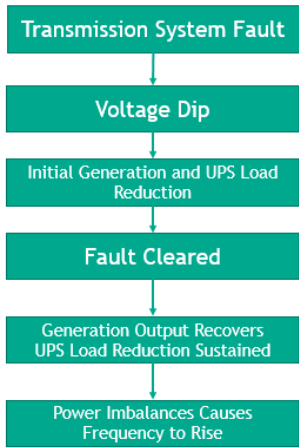 Transmission System Fault
Voltage Dip
Initial Generation and UPS Load
Reduction
Fault Cleared
Generation Output Recovers
UPS Load Reduction Sustained
Power Imbalances Causes
Frequency to Rise